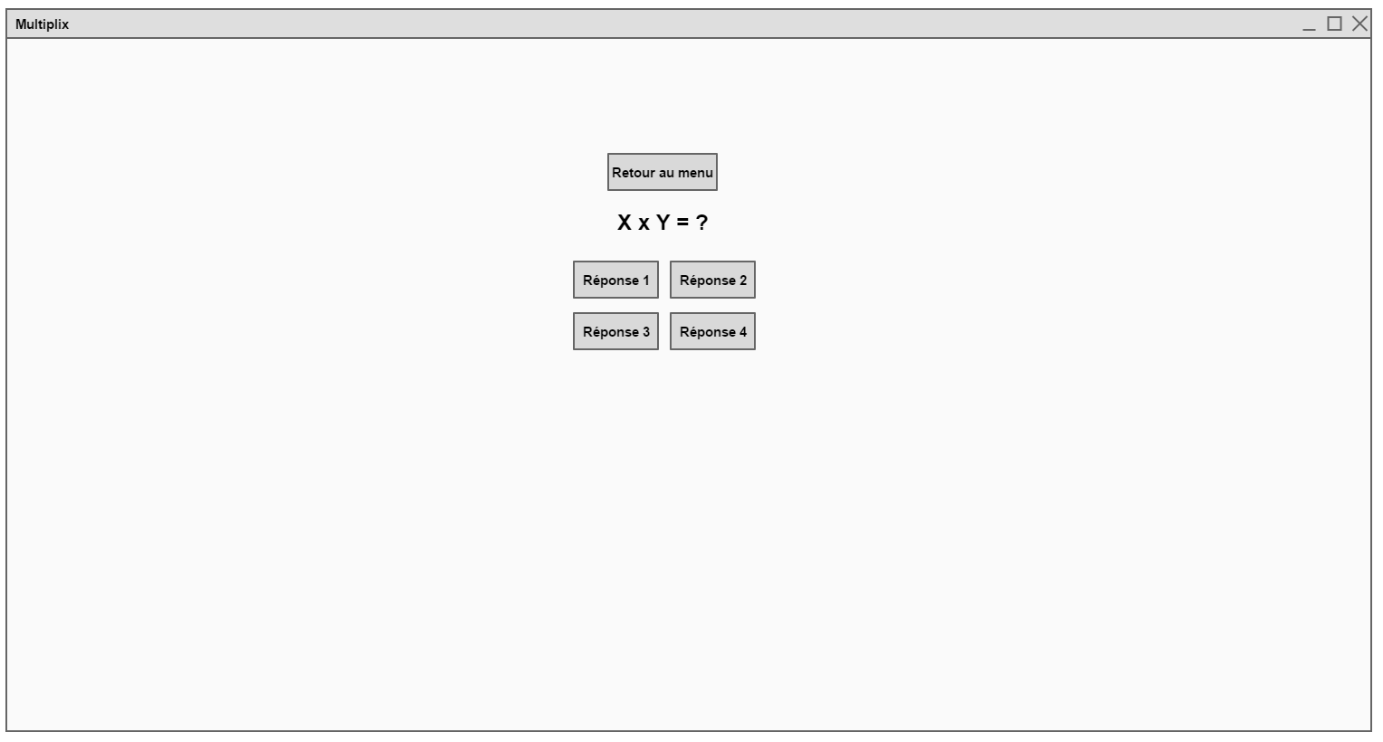 Multiplix
Retour au menu
X x Y = ?
Réponse 1 Réponse 2
Réponse 3 Réponse 4